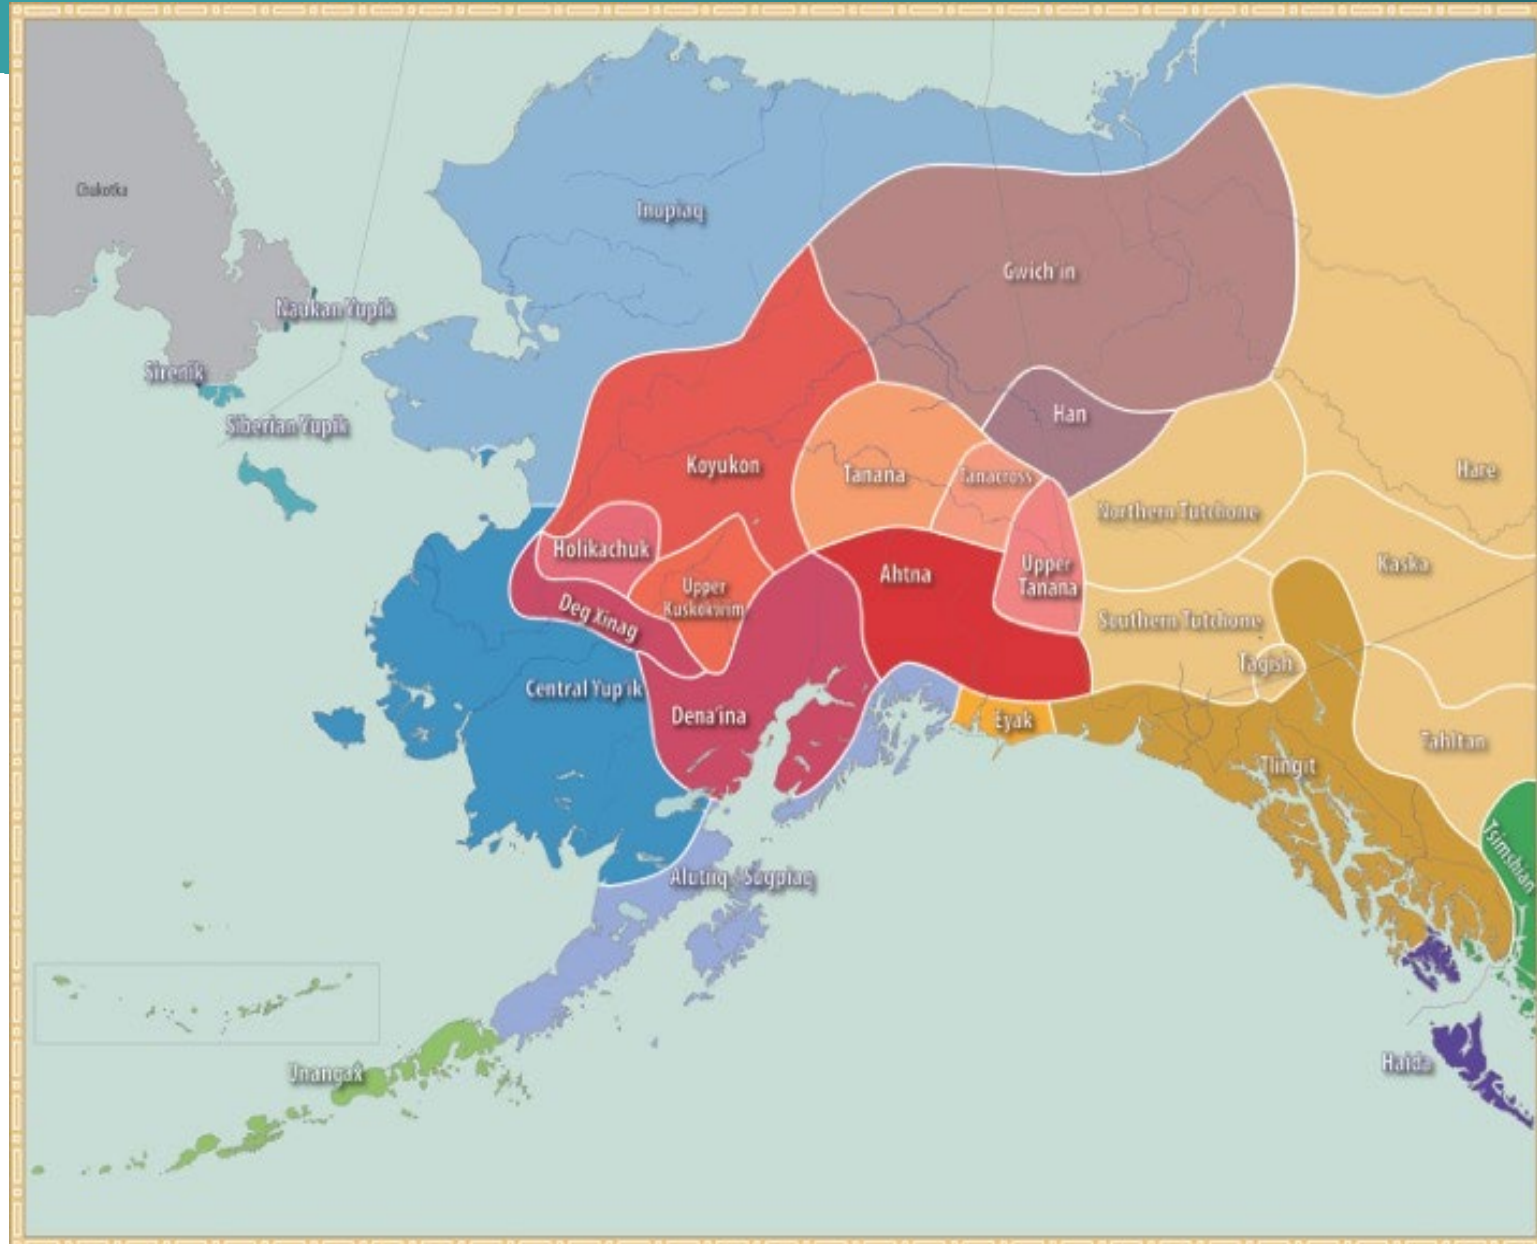 Chukotka
Inupiaq
Gwich'in
Naukan Yupik
Sirenik
Siberian Yupik
Han
Koyukon
Tanana
Tanacross
Hare
Northern Tutchone
Holikachuk
Upper
Kuskokwim
Ahtna
Upper
Tanana
Kaska
Deg Xinag
Southern Tutchone
Tagish
Central Yup'ik
Dena'ina
Eyak
Tahltan
Tlingit
Tsimshian
Alutiiq / Sugpiaq
Haida
Unangax̂